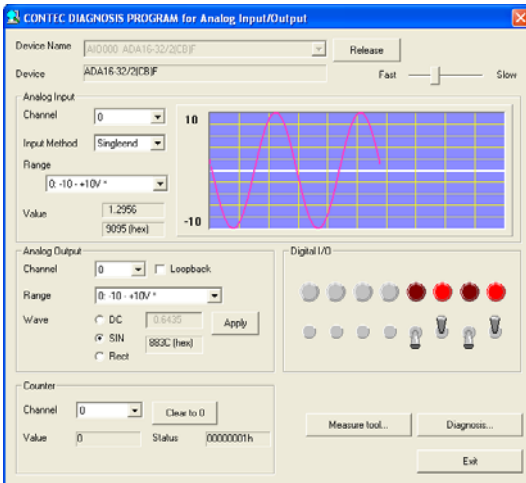 CONTEC DIAGNOSIS PROGRAM for Analog Input/Output
Device Name AIO000 ADA16-32/2(CB)F Release
Device ADA16-32/2(CB)F Fast Slow
Analog Input
Channel 0
Input Method Singleend
Range
0: -10 - +10V *
Value 1.2956
9095 (hex)
10
-10
Analog Output
Channel 0 Loopback
Range 0: -10 - +10V *
Wave DC 0.6435 Apply
SIN 883C (hex)
Rect
Digital I/O
Counter
Channel 0 Clear to 0
Value 0 Status 00000001h
Measure tool... Diagnosis...
Exit